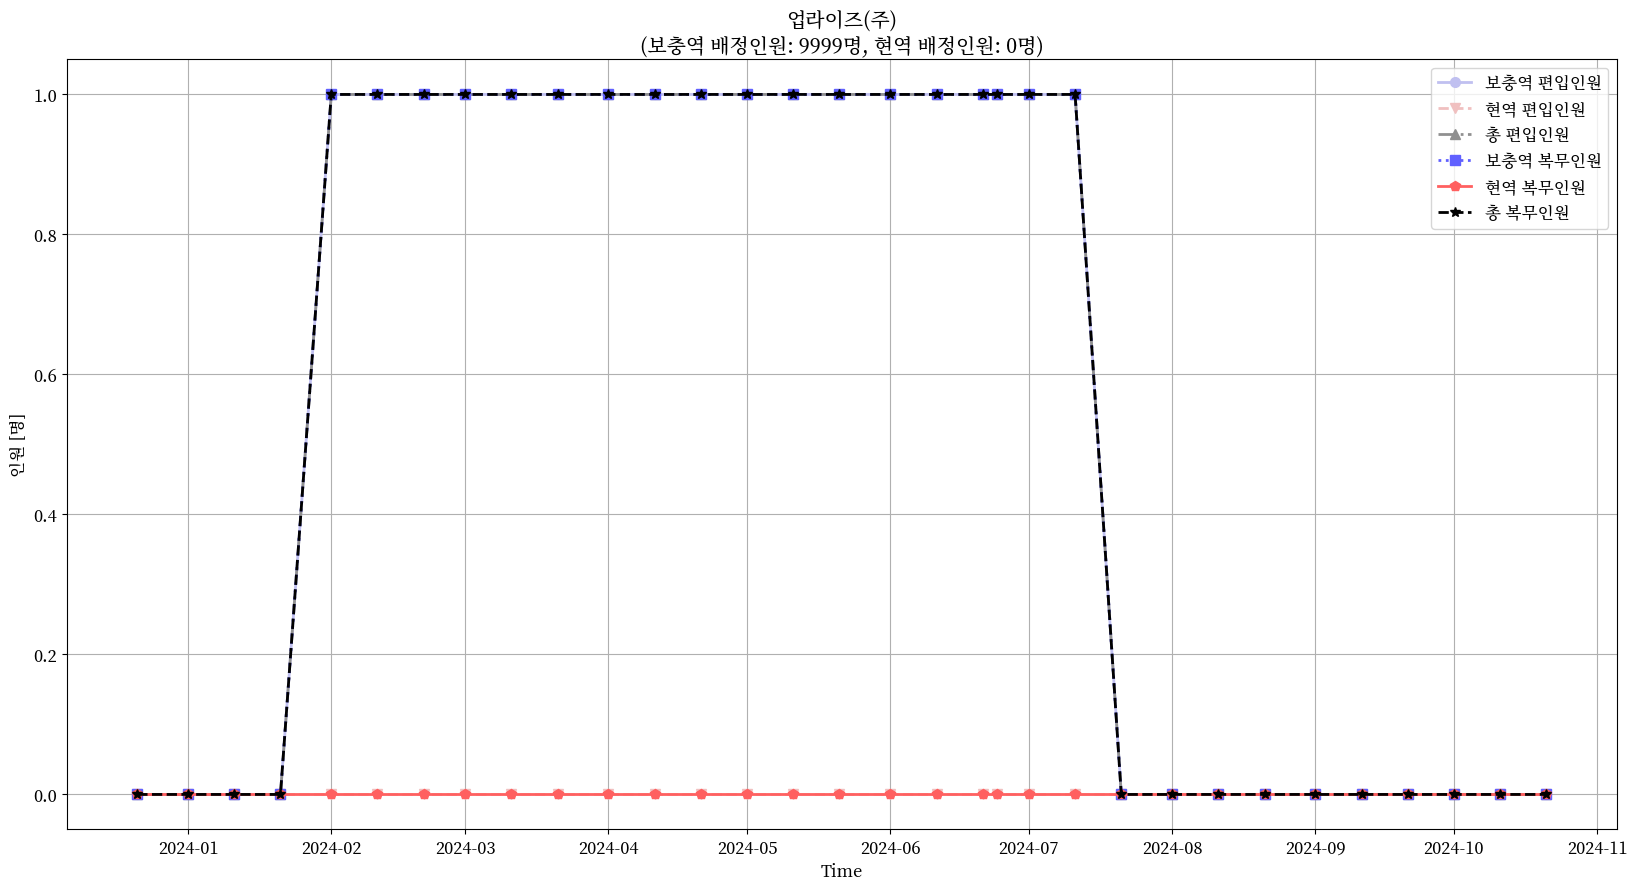 업라이즈(주)
(보충역 배정인원: 9999명, 현역 배정인원: 0명)
보충역 편입인원
현역 편입인원
총 편입인원
보충역 복무인원
현역 복무인원
총 복무인원
인원 [명]
1.0
0.8
0.6
0.4
0.2
0.0
2024-01 2024-02 2024-03 2024-04 2024-05 2024-06 2024-07 2024-08 2024-09 2024-10 2024-11
Time